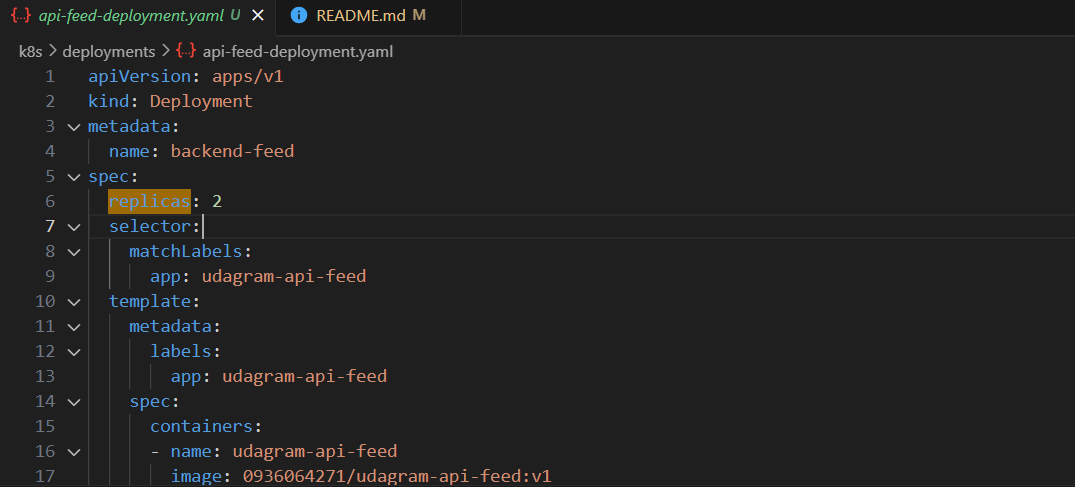 {..} api-feed-deployment.yaml U × README.md M
k8s > deployments > {..} api-feed-deployment.yaml
1 apiVersion: apps/v1
2 kind: Deployment
3 metadata:
4 name: backend-feed
5 spec:
6 replicas: 2
7 selector:
8 matchLabels:
9 app: udagram-api-feed
10 template:
11 metadata:
12 labels:
13 app: udagram-api-feed
14 spec:
15 containers:
16 - name: udagram-api-feed
17 image: 0936064271/udagram-api-feed:v1